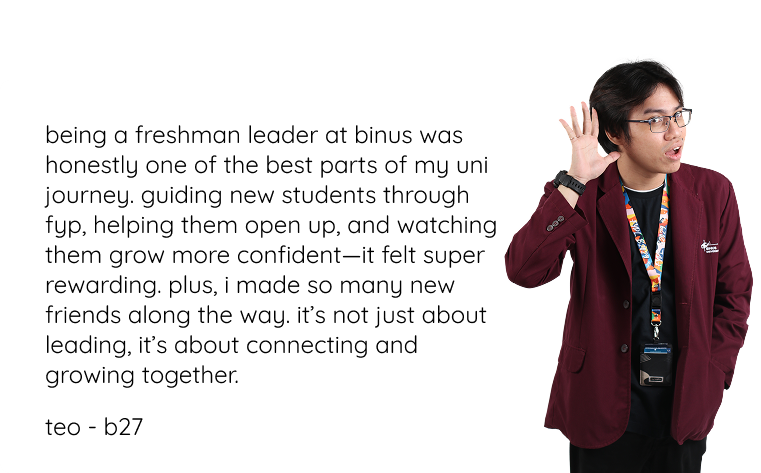 being a freshman leader at binus was
honestly one of the best parts of my uni
journey. guiding new students through
fyp, helping them open up, and watching
them grow more confident—it felt super
rewarding. plus, i made so many new
friends along the way. it’s not just about
leading, it’s about connecting and
growing together.
teo - b27